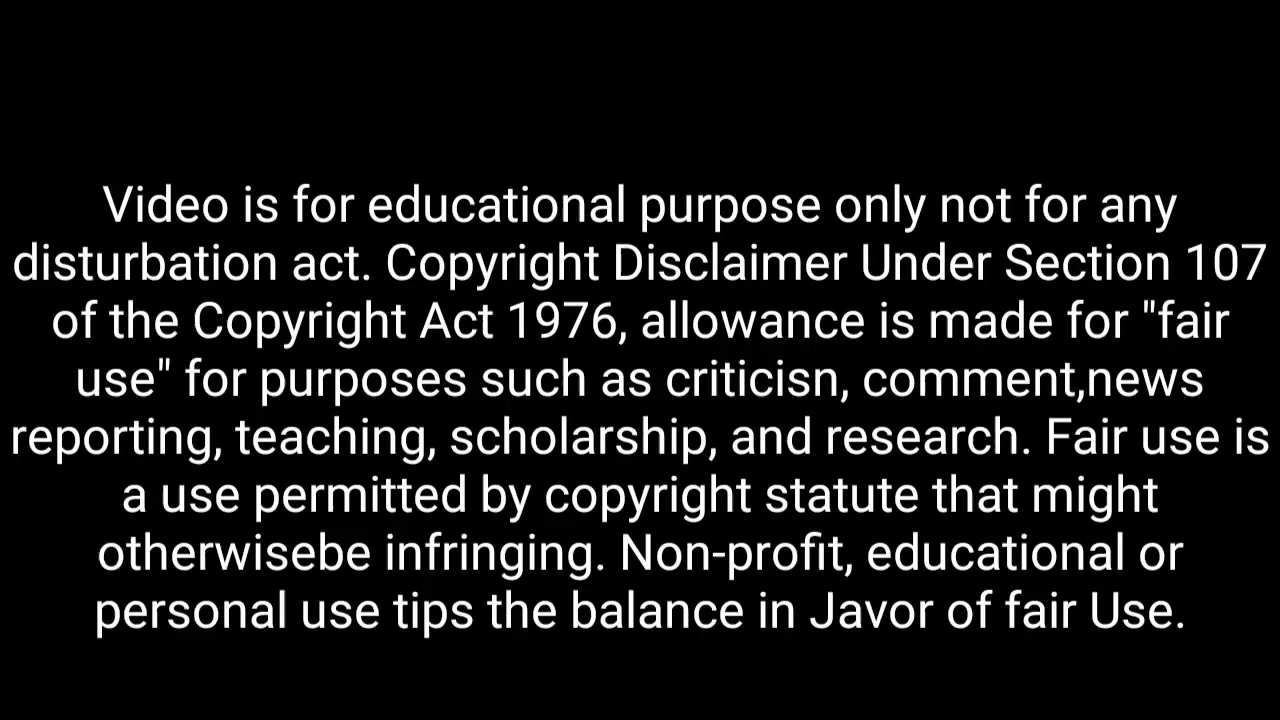 Video is for educational purpose only not for any
disturbation act. Copyright Disclaimer Under Section 107
of the Copyright Act 1976, allowance is made for "fair
use" for purposes such as criticisn, comment,news
reporting, teaching, scholarship, and research. Fair use is
a use permitted by copyright statute that might
otherwisebe infringing. Non-profit, educational or
personal use tips the balance in Javor of fair Use.